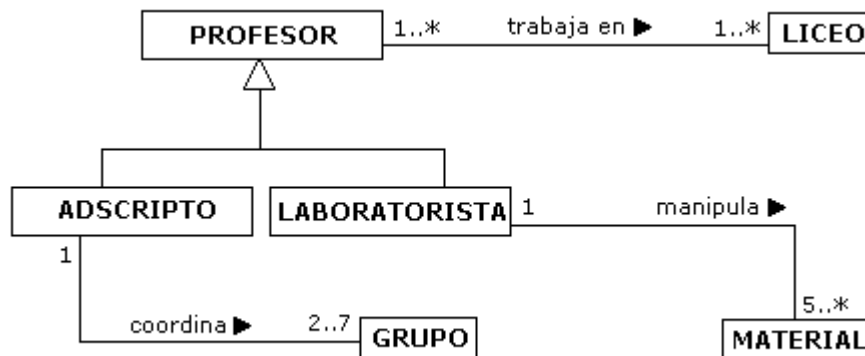 PROFESOR 1..* trabaja en ▶ 1..* LICEO
ADSCRIPTO LABORATORISTA 1 manipula ▶
1
coordina ▶ 2..7 GRUPO 5..* MATERIAL